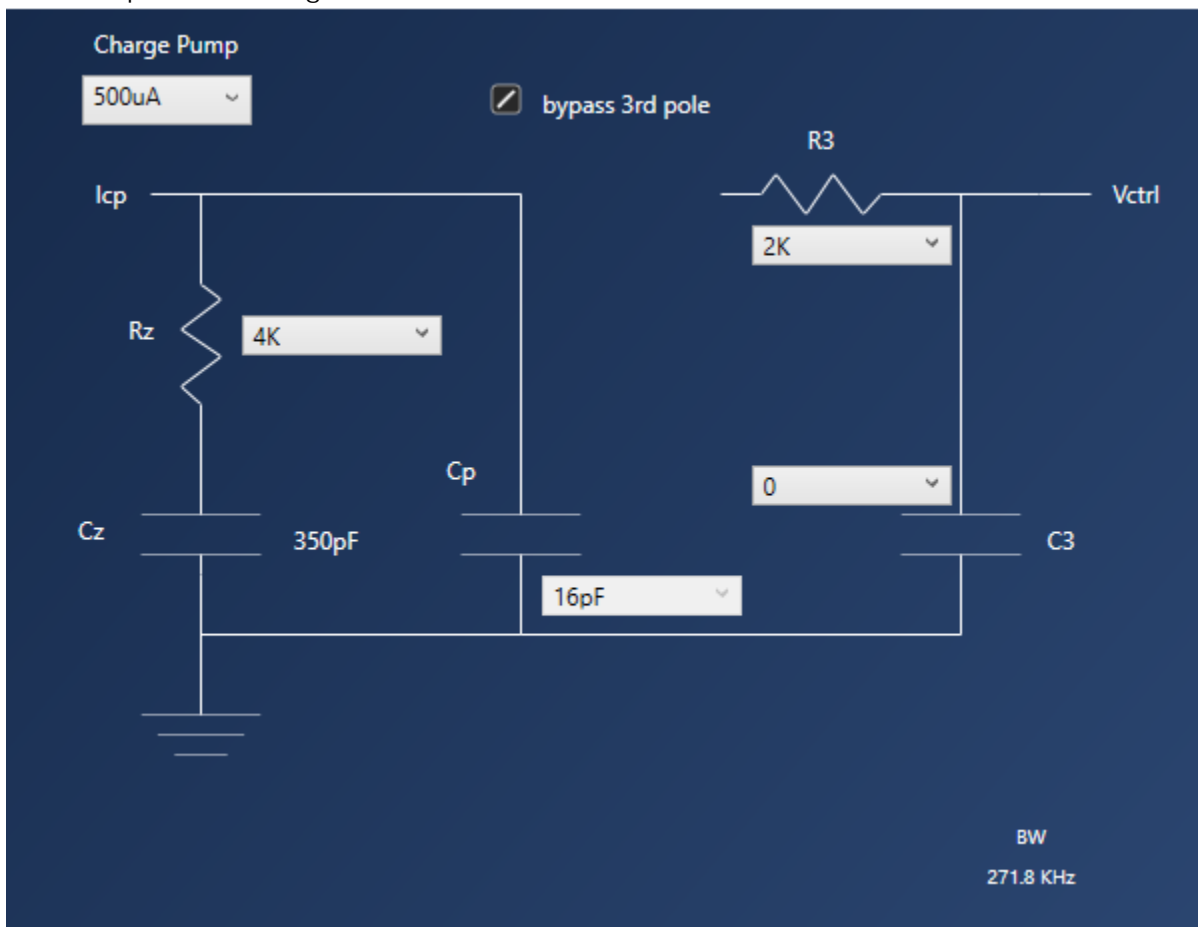 Charge Pump
500uA
bypass 3rd pole
R3
Icp
Vctrl
2K
Rz
4K
Cp
0
Cz
350pF
C3
16pF
BW
271.8 KHz